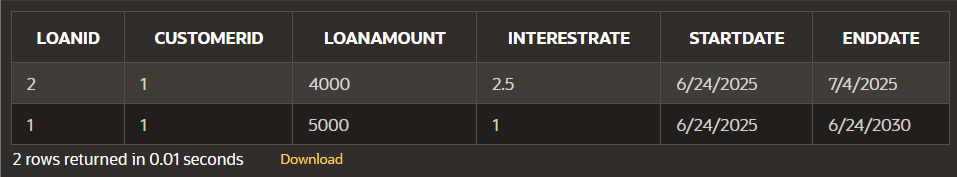 LOANID CUSTOMERID LOANAMOUNT INTERESTRATE STARTDATE ENDDATE
2 1 4000 2.5 6/24/2025 7/4/2025
1 1 5000 1 6/24/2025 6/24/2030
2 rows returned in 0.01 seconds Download